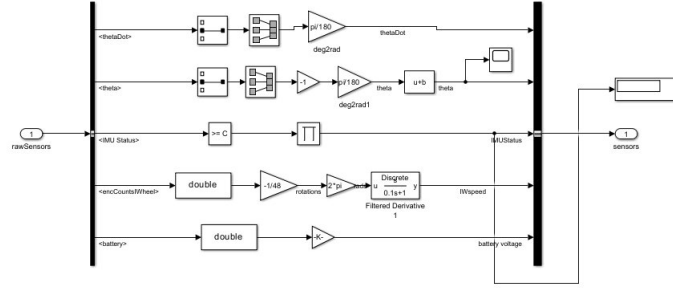 <thetaDot>
pi/180
deg2rad
thetaDot
<theta>
-1
pi/180
deg2rad1
theta
u+b
theta
1
rawSensors
<IMU Status>
>= C
IMUStatus
1
sensors
<encCountsIWheel>
double
-1/48
rotations
2*pi
u
Discrete
0.1s+1
y
Filtered Derivative
1
IWspeed
<battery>
double
-K-
battery voltage